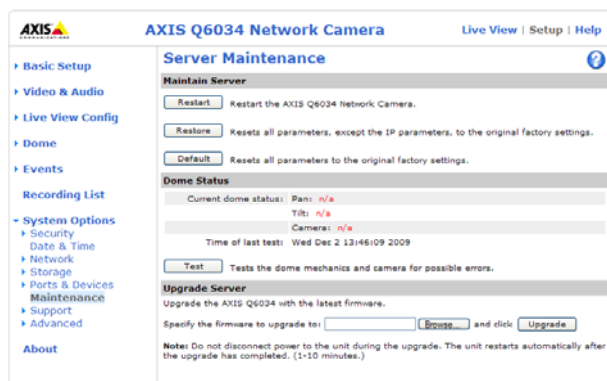 AXIS
COMMUNICATIONS
AXIS Q6034 Network Camera
Live View | Setup | Help
Basic Setup
Video & Audio
Live View Config
Dome
Events
Recording List
System Options
Security
Date & Time
Network
Storage
Ports & Devices
Maintenance
Support
Advanced
About
Server Maintenance
?
Maintain Server
Restart Restart the AXIS Q6034 Network Camera.
Restore Resets all parameters, except the IP parameters, to the original factory settings.
Default Resets all parameters to the original factory settings.
Dome Status
Current dome status: Pan: n/a
Tilt: n/a
Camera: n/a
Time of last test: Wed Dec 2 13:46:09 2009
Test Tests the dome mechanics and camera for possible errors.
Upgrade Server
Upgrade the AXIS Q6034 with the latest firmware.
Specify the firmware to upgrade to: Browse... and click Upgrade
Note: Do not disconnect power to the unit during the upgrade. The unit restarts automatically after
the upgrade has completed. (1-10 minutes.)